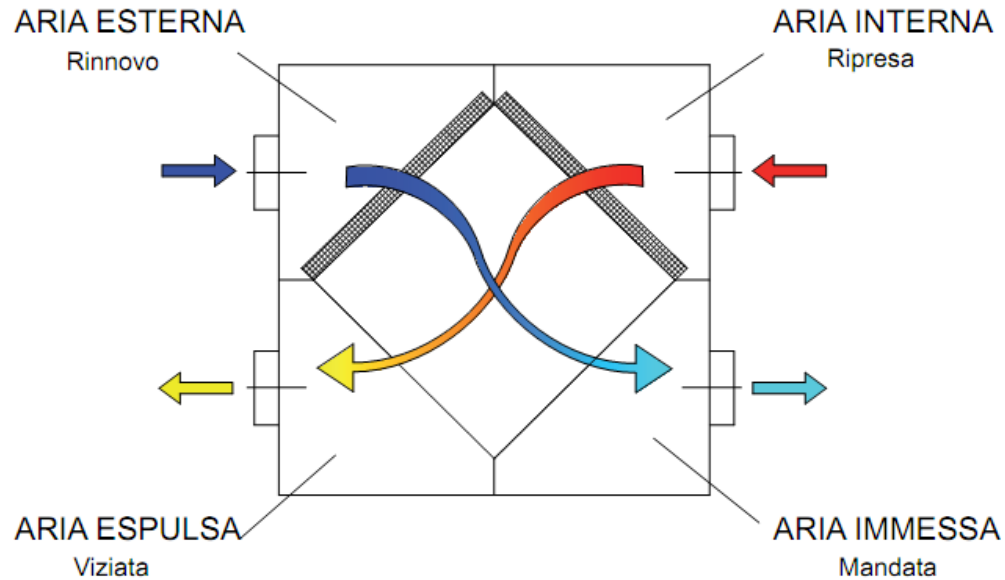 ARIA ESTERNA
Rinnovo
ARIA INTERNA
Ripresa
ARIA ESPULSA
Viziata
ARIA IMMESSA
Mandata